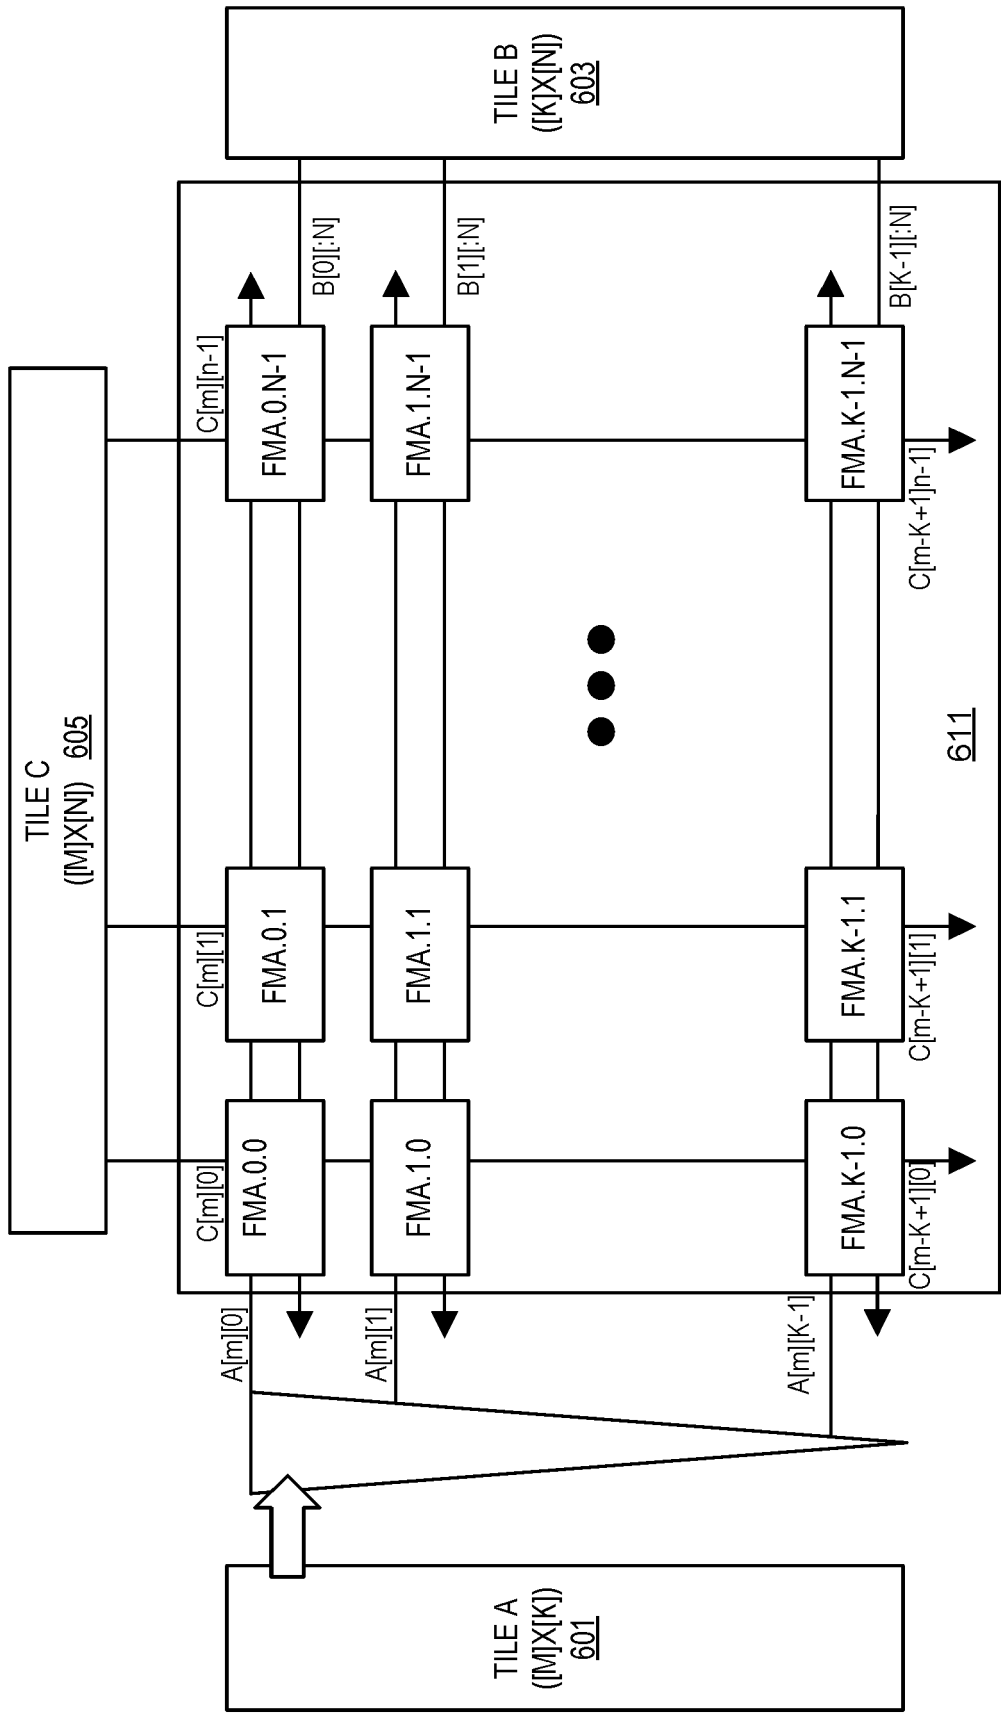 TILE C
([M]X[N]) 605
C[m][0]
C[m][1]
C[m][n-1]
A[m][0]
FMA.0.0
FMA.0.1
FMA.0.N-1
B[0][:N]
A[m][1]
FMA.1.0
FMA.1.1
FMA.1.N-1
B[1][:N]
TILE A
([M]X[K])
601
TILE B
([K]X[N])
603
A[m][K-1]
FMA.K-1.0
FMA.K-1.1
FMA.K-1.N-1
B[K-1][:N]
C[m-K+1][0]
C[m-K+1][1]
C[m-K+1]n-1]
611